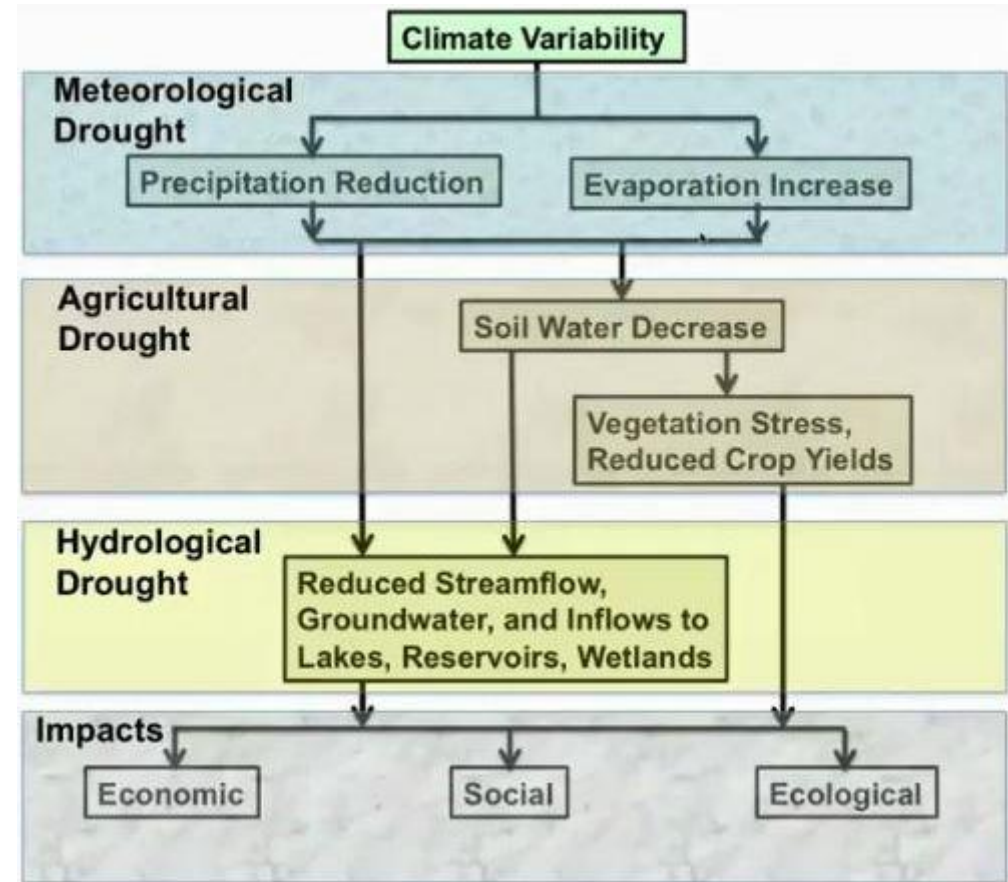 Climate Variability
Meteorological
Drought
Precipitation Reduction
Evaporation Increase
Agricultural
Drought
Soil Water Decrease
Vegetation Stress,
Reduced Crop Yields
Hydrological
Drought
Reduced Streamflow,
Groundwater, and Inflows to
Lakes, Reservoirs, Wetlands
Impacts
Economic
Social
Ecological